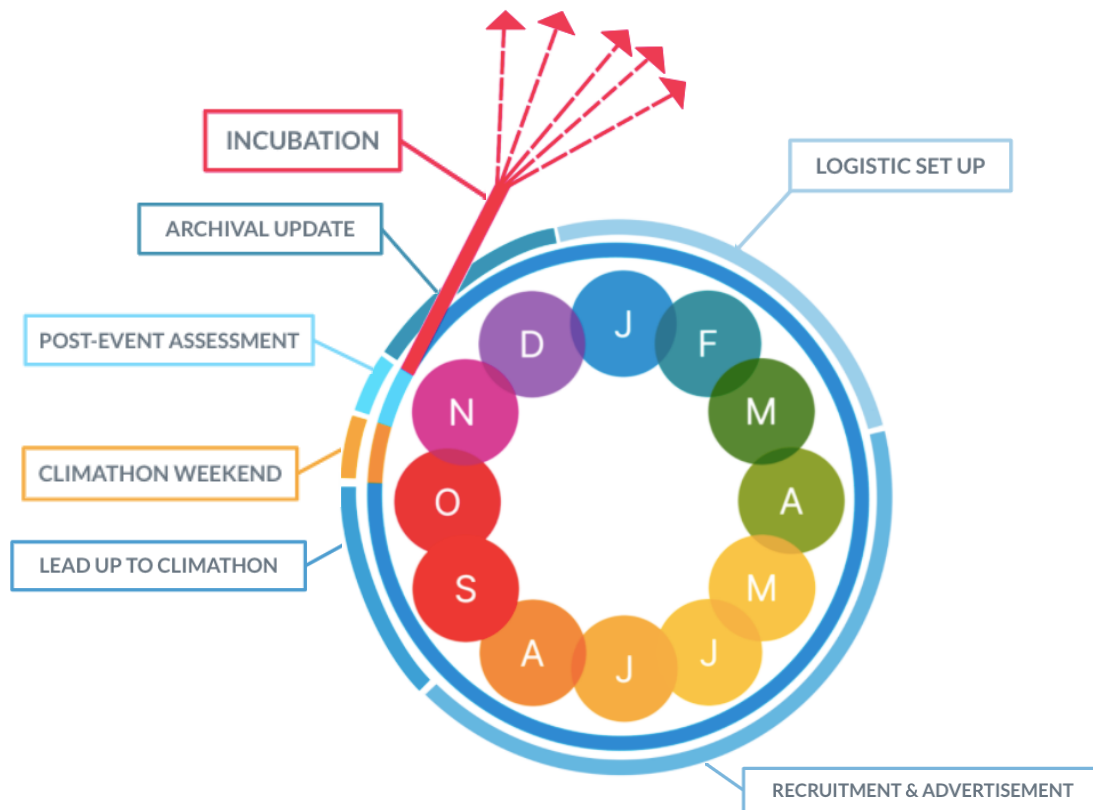 INCUBATION
LOGISTIC SET UP
ARCHIVAL UPDATE
POST-EVENT ASSESSMENT
CLIMATHON WEEKEND
LEAD UP TO CLIMATHON
RECRUITMENT & ADVERTISEMENT
J
F
M
A
M
J
J
A
S
O
N
D